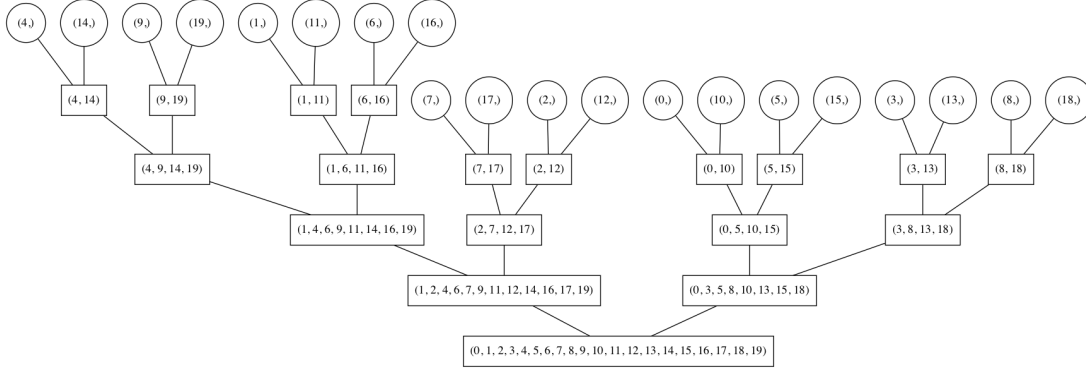 (4,) (14,) (9,) (19,) (1,) (11,) (6,) (16,)
(4, 14) (9, 19) (1, 11) (6, 16) (7,) (17,) (2,) (12,) (0,) (10,) (5,) (15,) (3,) (13,) (8,) (18,)
(4, 9, 14, 19) (1, 6, 11, 16) (7, 17) (2, 12) (0, 10) (5, 15) (3, 13) (8, 18)
(1, 4, 6, 9, 11, 14, 16, 19) (2, 7, 12, 17) (0, 5, 10, 15) (3, 8, 13, 18)
(1, 2, 4, 6, 7, 9, 11, 12, 14, 16, 17, 19) (0, 3, 5, 8, 10, 13, 15, 18)
(0, 1, 2, 3, 4, 5, 6, 7, 8, 9, 10, 11, 12, 13, 14, 15, 16, 17, 18, 19)